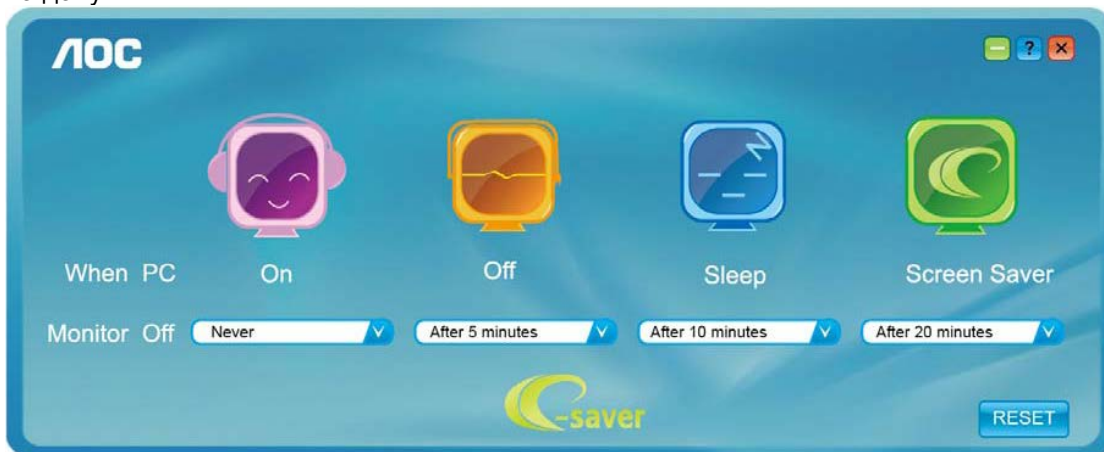 AOC
?
When PC On Off Sleep Screen Saver
Monitor Off Never After 5 minutes After 10 minutes After 20 minutes
e-saver
RESET